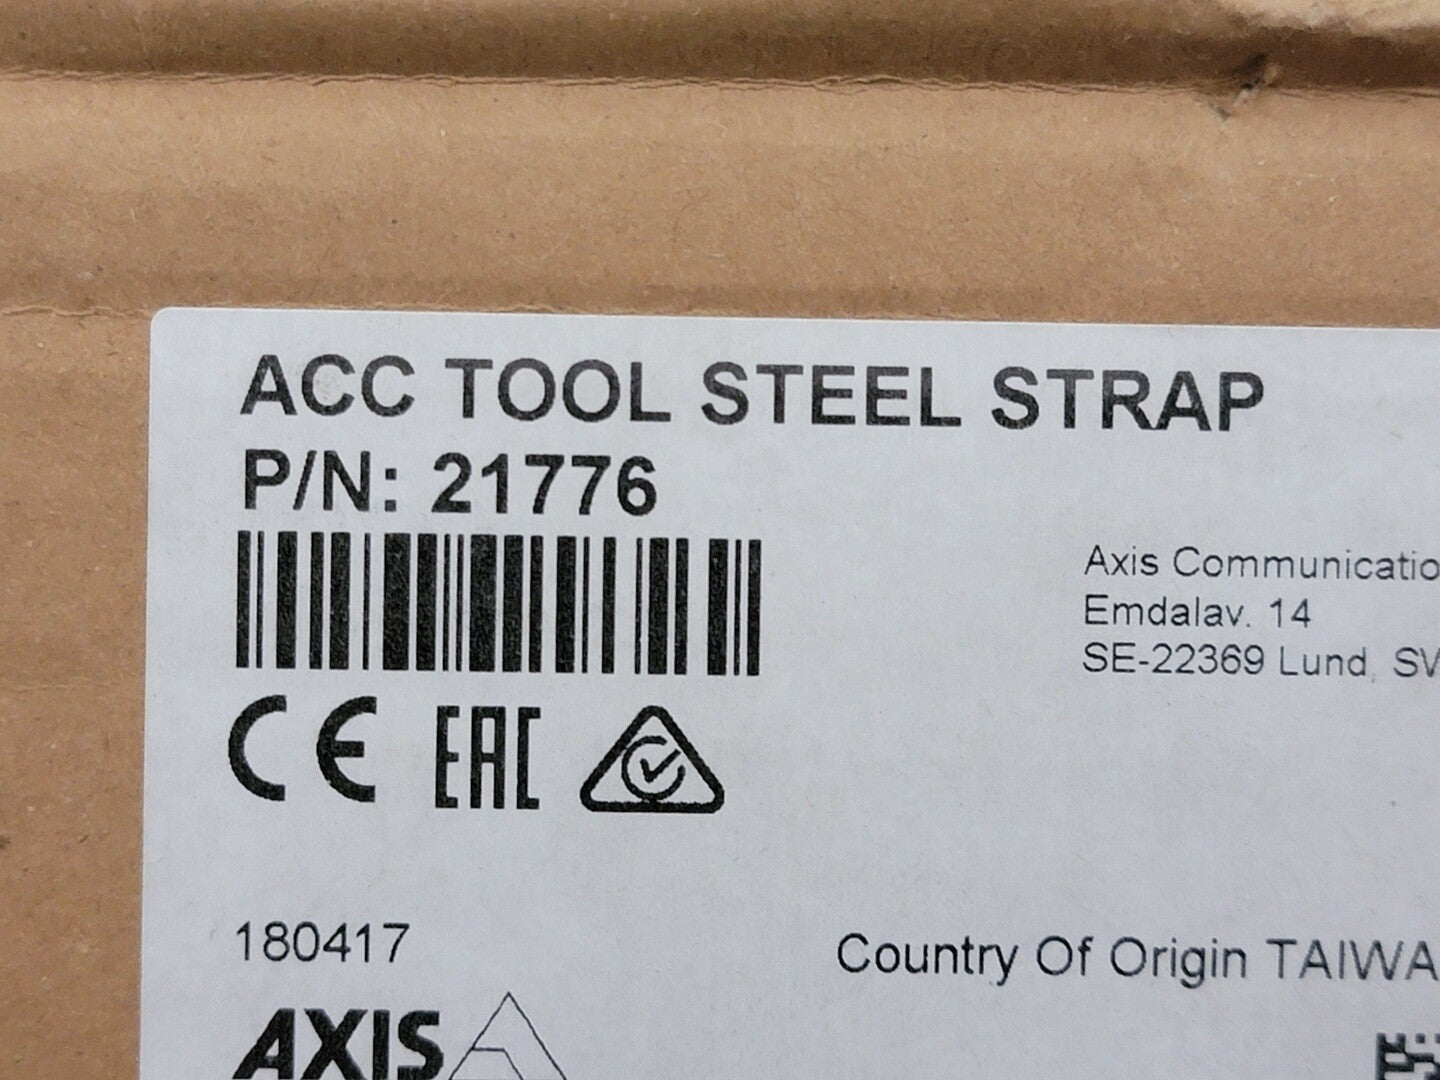 ACC TOOL STEEL STRAP
P/N: 21776
Axis Communicatio
Emdalav. 14
SE-22369 Lund, SV
CE EAC
180417
Country Of Origin TAIWA
AXIS